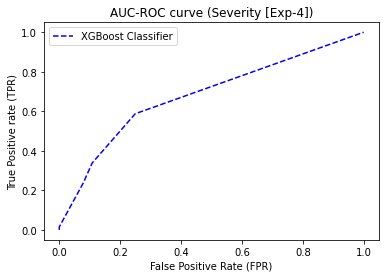 AUC-ROC curve (Severity [Exp-4])
XGBoost Classifier
True Positive rate (TPR)
1.0
0.8
0.6
0.4
0.2
0.0
0.0 0.2 0.4 0.6 0.8 1.0
False Positive Rate (FPR)